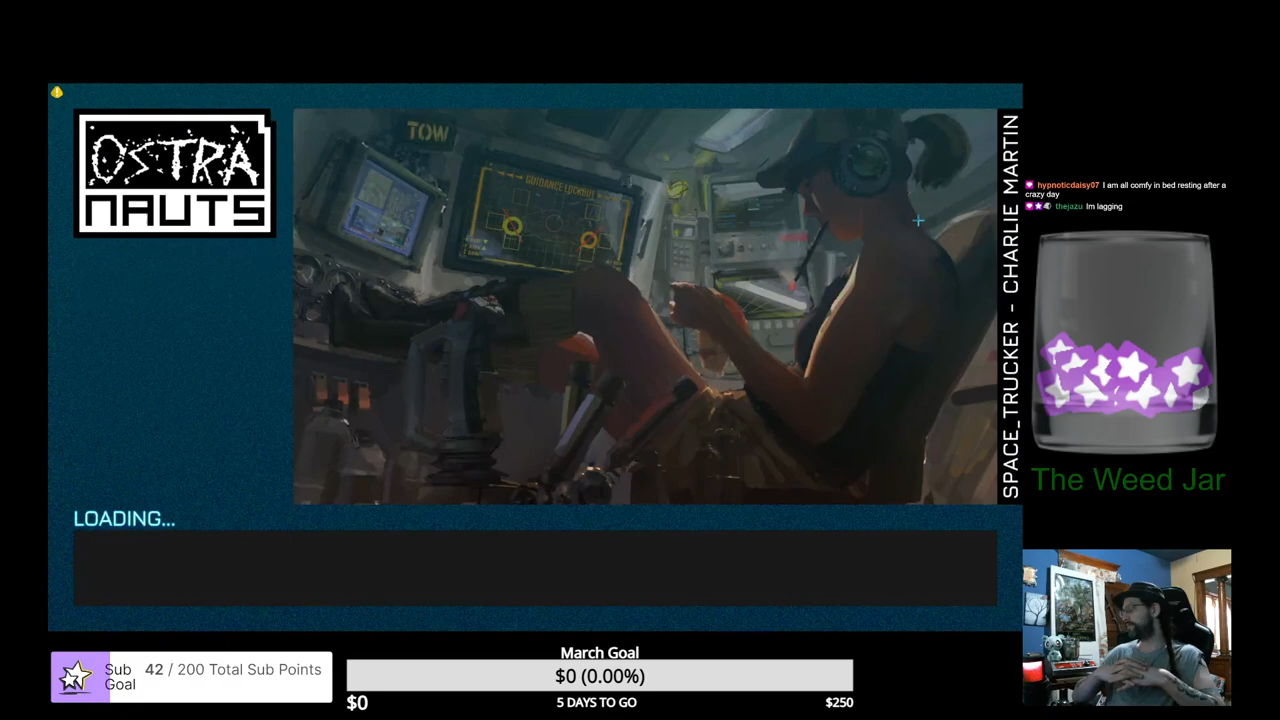 OSTRA
NAUTS
TOW
GUIDANCE LOCKOUT
SPACE_TRUCKER - CHARLIE MARTIN
hypnoticdaisy07 I am all comfy in bed resting after a
crazy day
thejazu Im lagging
The Weed Jar
LOADING...
Sub Goal 42 / 200 Total Sub Points
March Goal
$0 (0.00%)
$0 5 DAYS TO GO $250